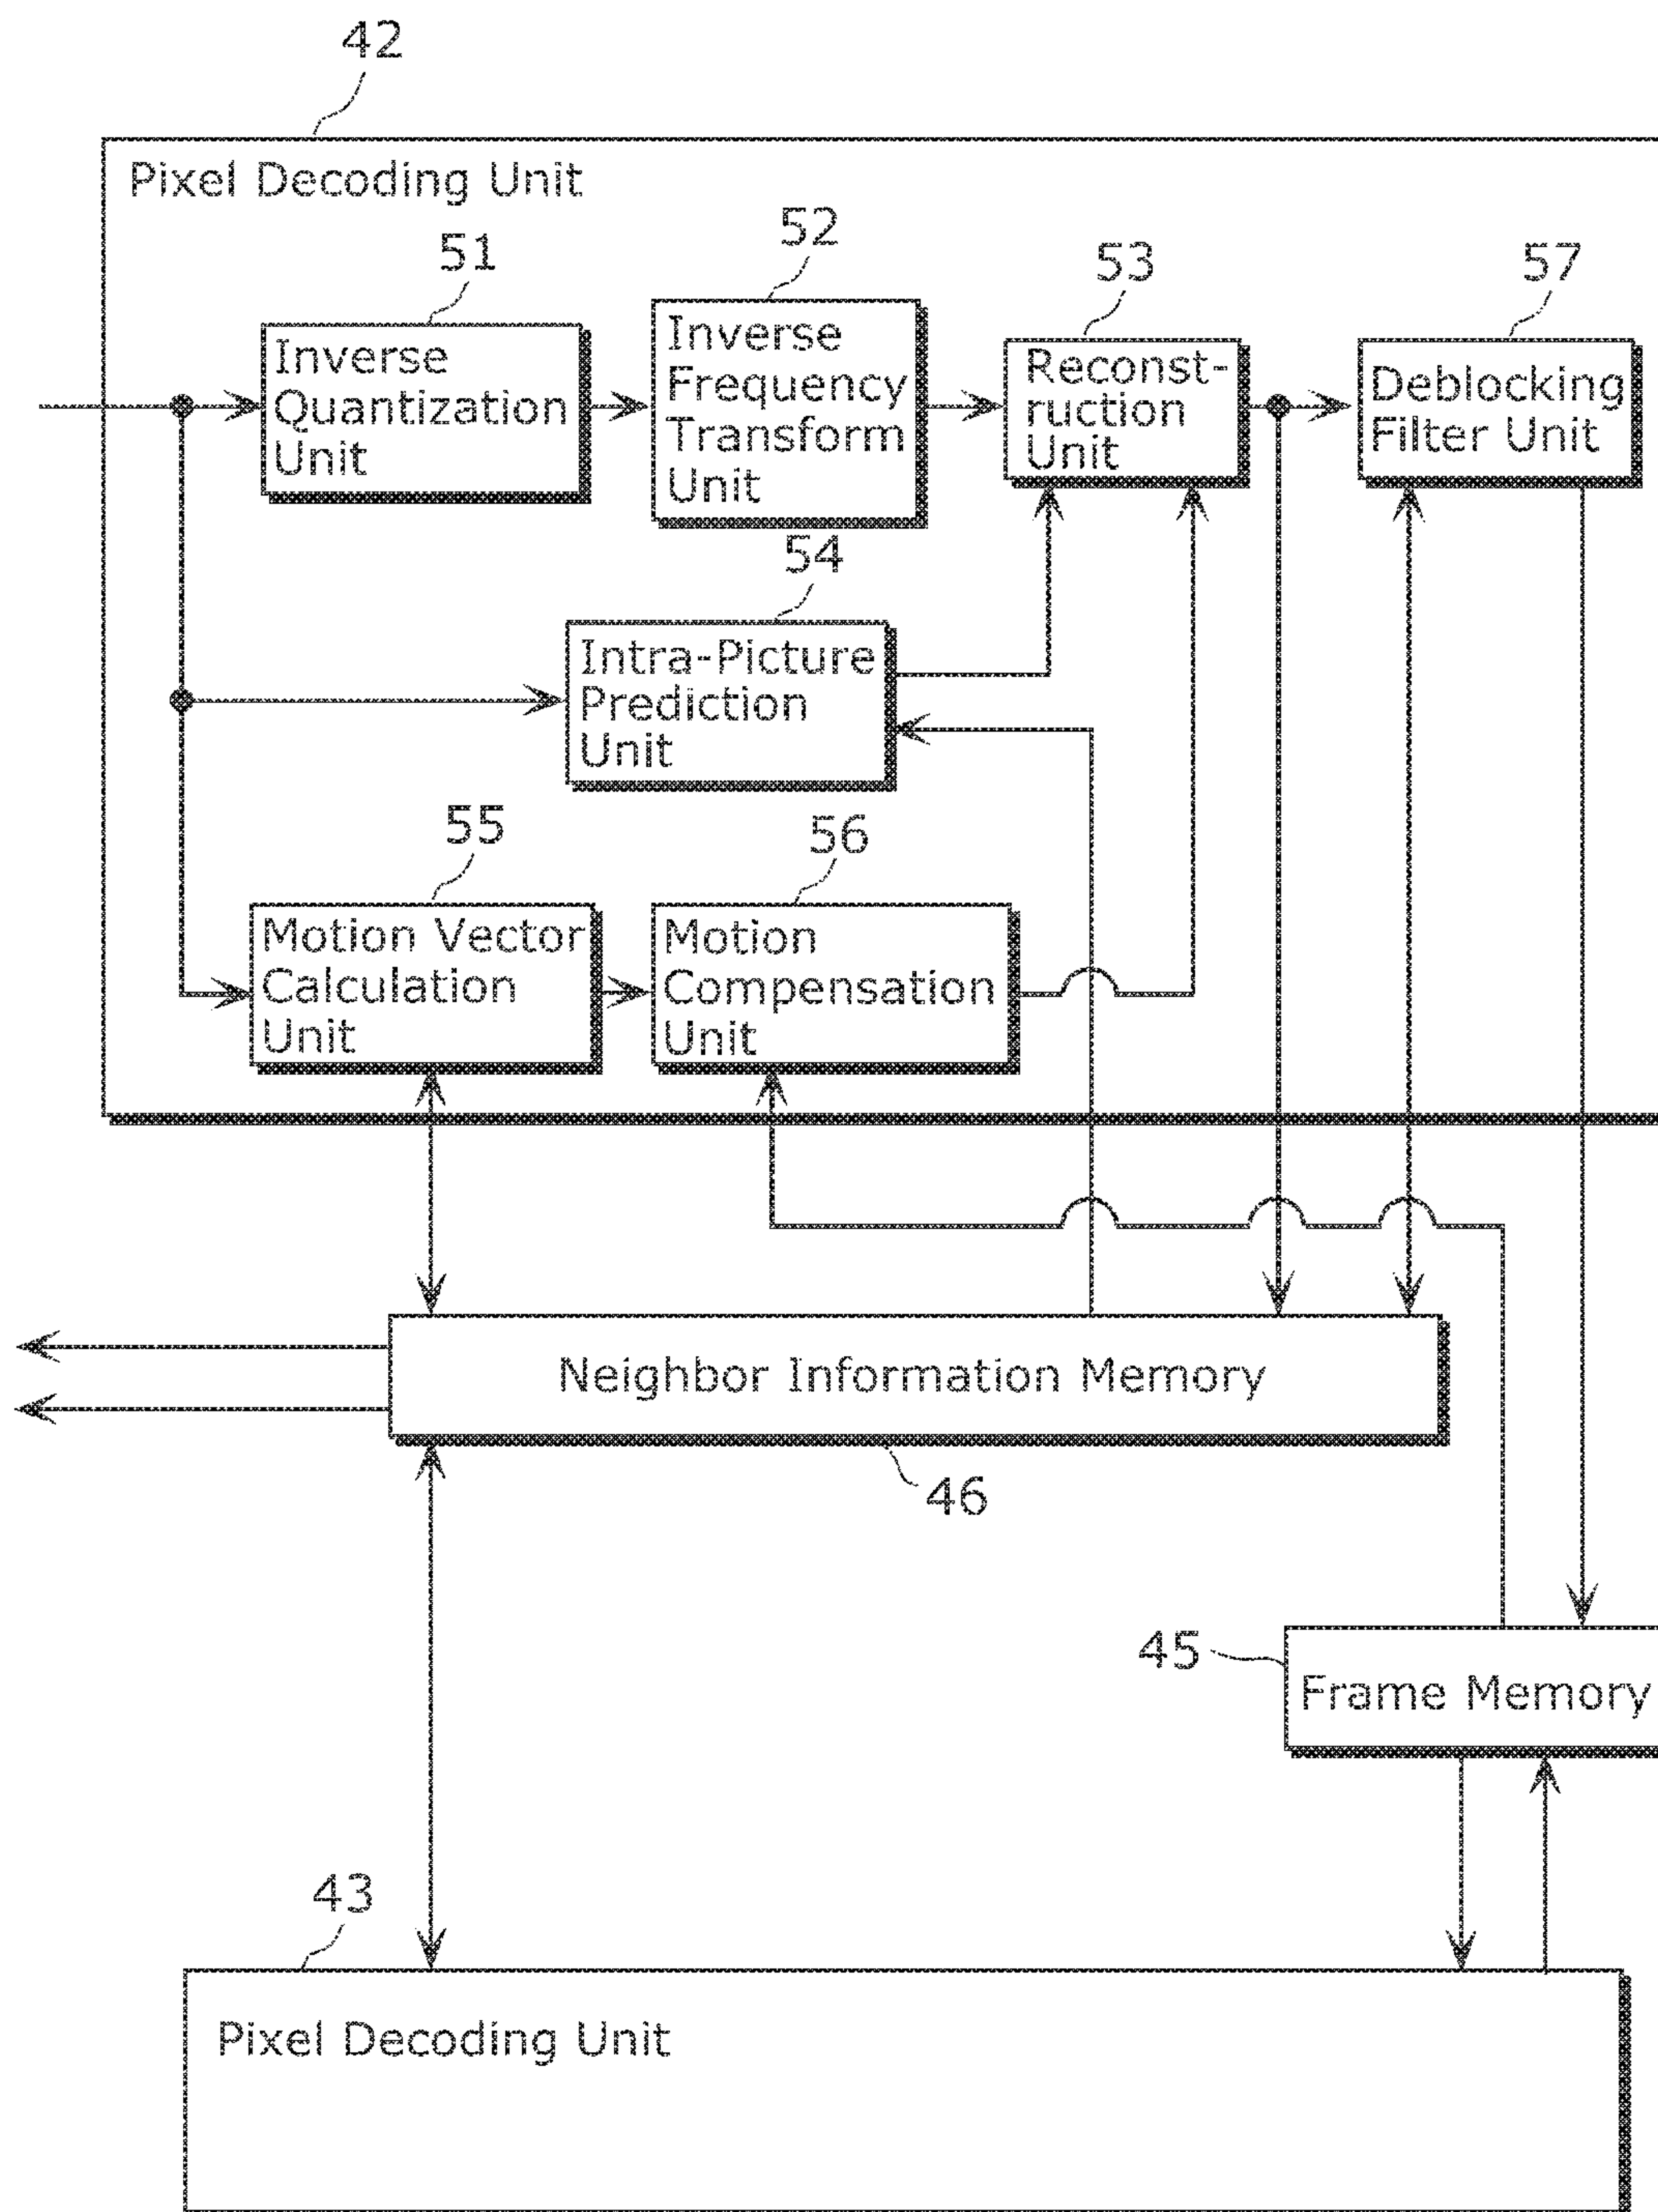 42
Pixel Decoding Unit
51
52
53
57
Inverse
Quantization
Unit
Inverse
Frequency
Transform
Unit
Reconst-
ruction
Unit
Deblocking
Filter Unit
54
Intra-Picture
Prediction
Unit
55
56
Motion Vector
Calculation
Unit
Motion
Compensation
Unit
Neighbor Information Memory
46
45
Frame Memory
43
Pixel Decoding Unit